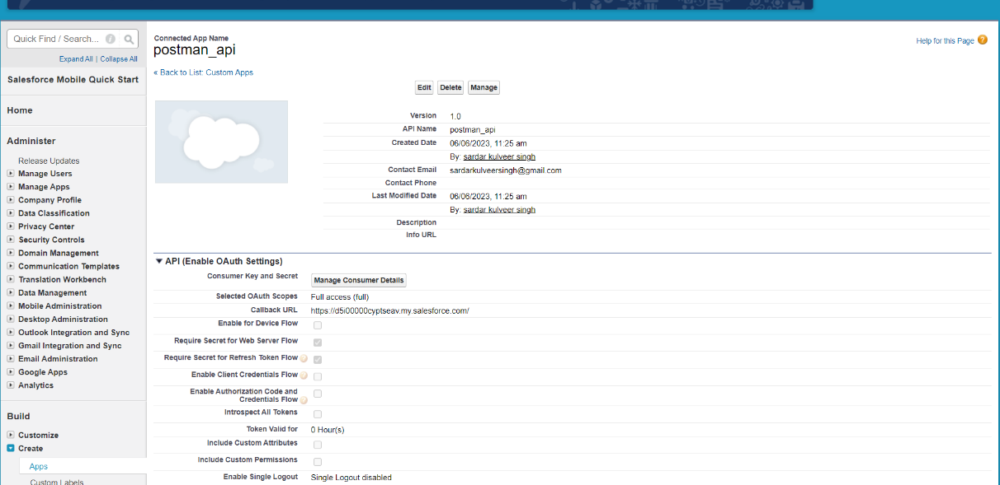 Quick Find / Search...
Expand All | Collapse All
Salesforce Mobile Quick Start
Home
Administer
Release Updates
Manage Users
Manage Apps
Company Profile
Data Classification
Privacy Center
Security Controls
Domain Management
Communication Templates
Translation Workbench
Data Management
Mobile Administration
Desktop Administration
Outlook Integration and Sync
Gmail Integration and Sync
Email Administration
Google Apps
Analytics
Build
Customize
Create
Apps
Custom Labels
Connected App Name
postman_api
Help for this Page ?
« Back to List: Custom Apps
Edit Delete Manage
Version 1.0
API Name postman_api
Created Date 06/06/2023, 11:25 am
By: sardar kulveer singh
Contact Email sardarkulveersingh@gmail.com
Contact Phone
Last Modified Date 06/06/2023, 11:25 am
By: sardar kulveer singh
Description
Info URL
API (Enable OAuth Settings)
Consumer Key and Secret Manage Consumer Details
Selected OAuth Scopes Full access (full)
Callback URL https://d5i00000cyptseav.my.salesforce.com/
Enable for Device Flow
Require Secret for Web Server Flow
Require Secret for Refresh Token Flow
Enable Client Credentials Flow
Enable Authorization Code and
Credentials Flow
Introspect All Tokens
Token Valid for 0 Hour(s)
Include Custom Attributes
Include Custom Permissions
Enable Single Logout Single Logout disabled